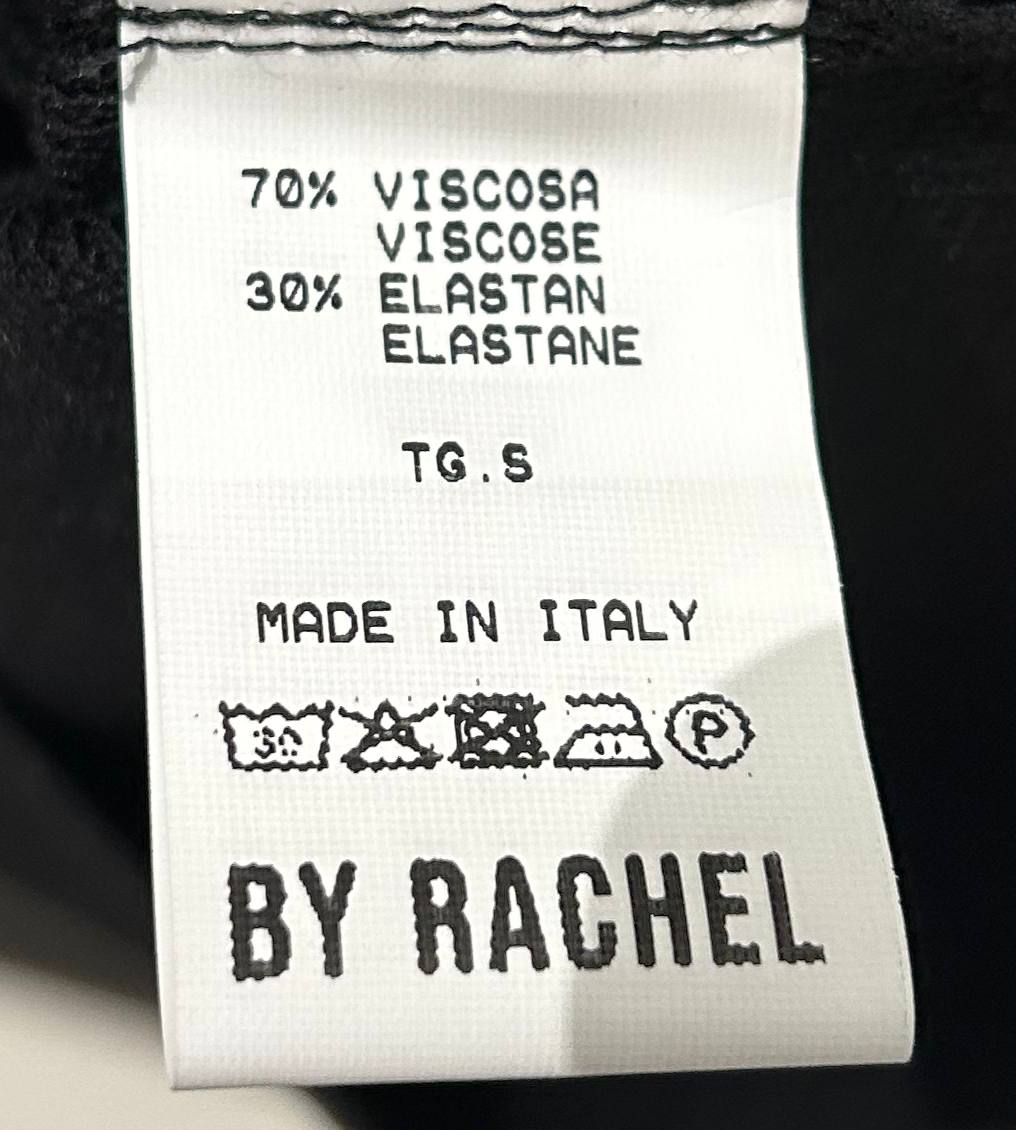 70% VISCOSA
VISCOSE
30% ELASTAN
ELASTANE
TG.S
MADE IN ITALY
30 P
BY RACHEL